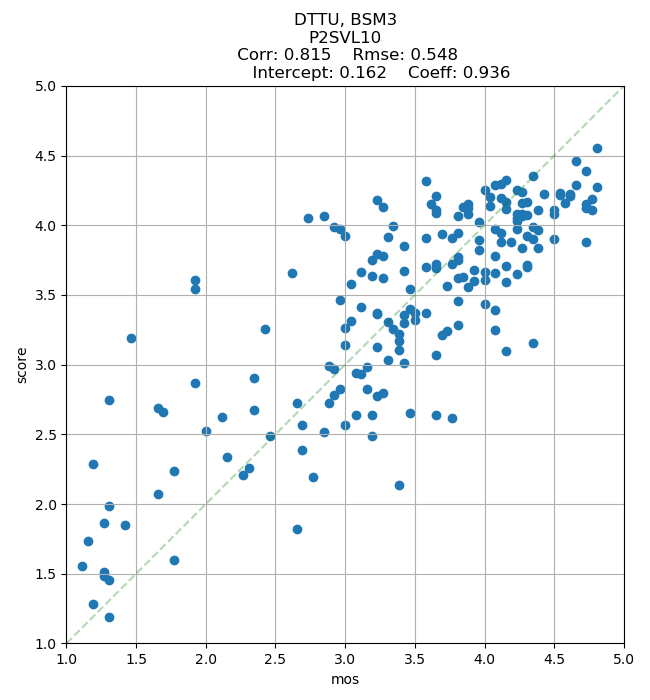 DTTU, BSM3
P2SVL10
Corr: 0.815 Rmse: 0.548
Intercept: 0.162 Coeff: 0.936
5.0
4.5
4.0
3.5
3.0
2.5
2.0
1.5
1.0
score
1.0 1.5 2.0 2.5 3.0 3.5 4.0 4.5 5.0
mos